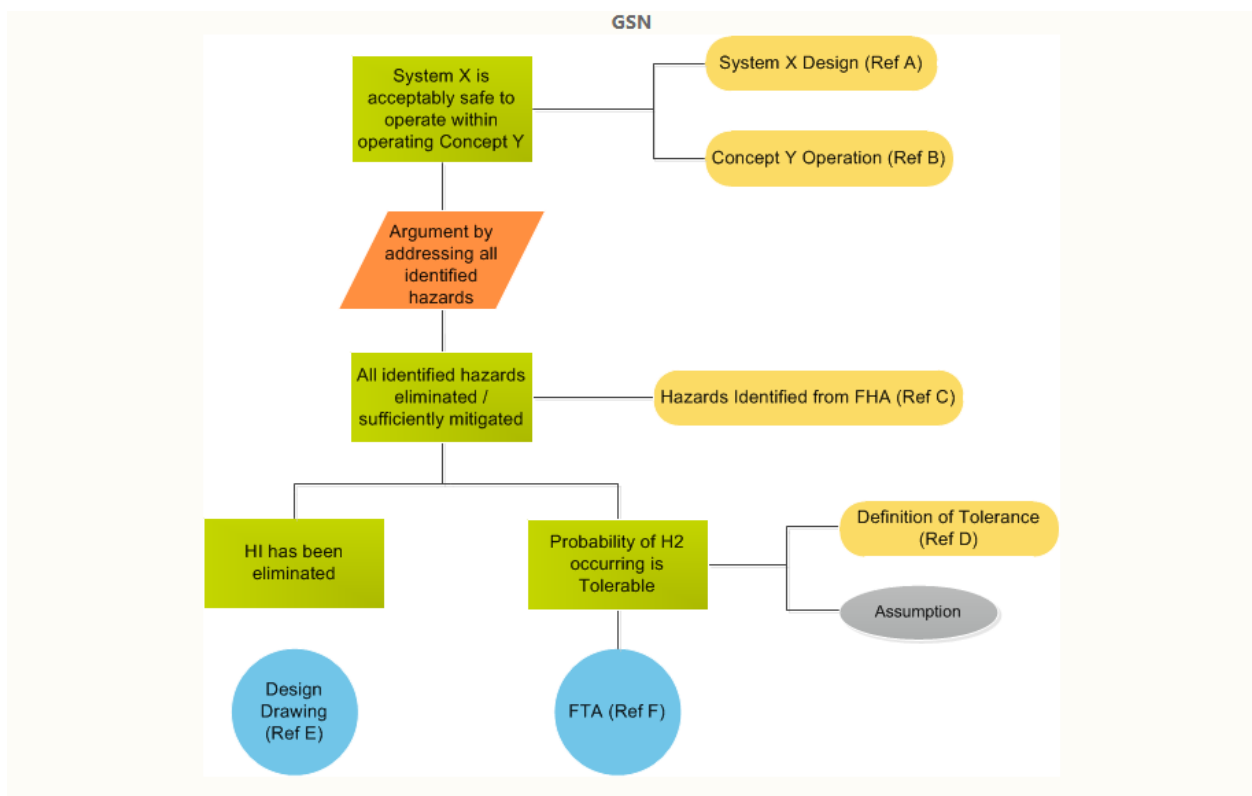 GSN
System X is
acceptably safe to
operate within
operating Concept Y
System X Design (Ref A)
Concept Y Operation (Ref B)
Argument by
addressing all
identified
hazards
All identified hazards
eliminated /
sufficiently mitigated
Hazards Identified from FHA (Ref C)
HI has been
eliminated
Probability of H2
occurring is
Tolerable
Definition of Tolerance
(Ref D)
Assumption
Design
Drawing
(Ref E)
FTA (Ref F)